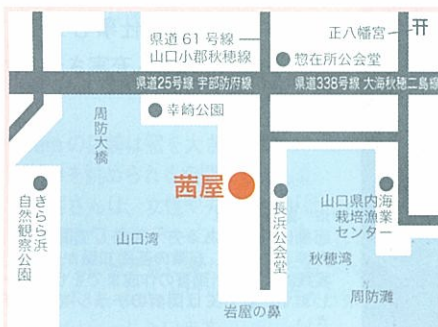 県道61号線
山口小郡秋穂線
正八幡宮
惣在所公会堂
県道25号線 宇部防府線
県道338号線 大海秋穂二島線
幸崎公園
周防大橋
茜屋
きらら浜
自然観察公園
長浜公会堂
山口県内海
栽培漁業
センター
山口湾
秋穂湾
周防灘
岩屋の鼻